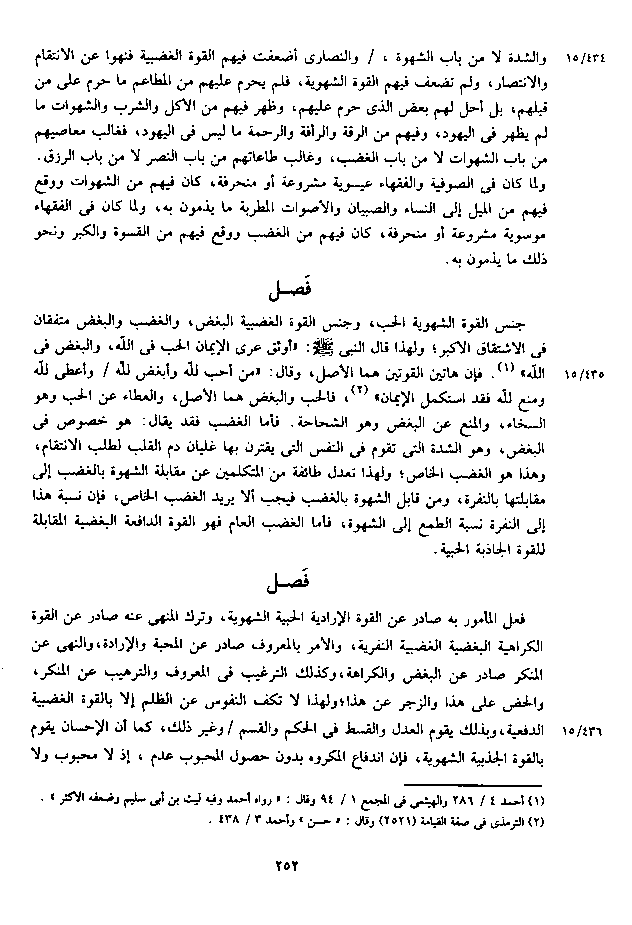 ١٥/٤٣٤ والشدة لا من باب الشهوة ، / والنصارى أضعفت فيهم القوة الغضبية فنهوا عن الانتقام
والانتصار، ولم تضعف فيهم القوة الشهوية، فلم يحرم عليهم من المطاعم ما حرم على من
قبلهم، بل أحل لهم بعض الذى حرم عليهم، وظهر فيهم من الأكل والشرب والشهوات ما
لم يظهر فى اليهود، وفيهم من الرقة والرأفة والرحمة ما ليس فى اليهود، فغالب معاصيهم
من باب الشهوات لا من باب الغضب، وغالب طاعاتهم من باب النصر لا من باب الرزق.
ولما كان فى الصوفية والفقهاء عيسوية مشروعة أو منحرفة، كان فيهم من الشهوات ووقع
فيهم من الميل إلى النساء والصبيان والأصوات المطربة ما يذمون به، ولما كان فى الفقهاء
موسوية مشروعة أو منحرفة، كان فيهم من الغضب ووقع فيهم من القسوة والكبر ونحو
ذلك ما يذمون به.
فَصـل
جنس القوة الشهوية الحب، وجنس القوة الغضبية البغض، والغضب والبغض متفقان
فى الاشتقاق الأكبر؛ ولهذا قال النبى ﷺ: «أوثق عرى الإيمان الحب فى الله، والبغض فى
١٥/٤٣٥ الله» (١). فإن هاتين القوتين هما الأصل، وقال: «من أحب لله وأبغض لله / وأعطى لله
ومنع لله فقد استكمل الإيمان» (٢)، فالحب والبغض هما الأصل، والعطاء عن الحب وهو
السخاء، والمنع عن البغض وهو الشحاحة. فأما الغضب فقد يقال: هو خصوص فى
البغض، وهو الشدة التى تقوم فى النفس التى يقترن بها غليان دم القلب لطلب الانتقام،
وهذا هو الغضب الخاص؛ ولهذا تعدل طائفة من المتكلمين عن مقابلة الشهوة بالغضب إلى
مقابلتها بالنفرة، ومن قابل الشهوة بالغضب فيجب ألا يريد الغضب الخاص، فإن نسبة هذا
إلى النفرة نسبة الطمع إلى الشهوة، فأما الغضب العام فهو القوة الدافعة البغضية المقابلة
للقوة الجاذبة الحبية.
فَصـل
فعل المأمور به صادر عن القوة الإرادية الحبية الشهوية، وترك المنهى عنه صادر عن القوة
الكراهية البغضية الغضبية النفرية، والأمر بالمعروف صادر عن المحبة والإرادة،والنهى عن
المنكر صادر عن البغض والكراهة،وكذلك الترغيب فى المعروف والترهيب عن المنكر،
والحض على هذا والزجر عن هذا؛ولهذا لا تكف النفوس عن الظلم إلا بالقوة الغضبية
١٥/٤٣٦ الدفعية،وبذلك يقوم العدل والقسط فى الحكم والقسم /وغير ذلك، كما أن الإحسان يقوم
بالقوة الجذبية الشهوية، فإن اندفاع المكروه بدون حصول المحبوب عدم ، إذ لا محبوب ولا
(١) أحمد ٤ / ٢٨٦ والهيثمى فى المجمع ١ / ٩٤ وقال : « رواه أحمد وفيه ليث بن أبى سليم وضعفه الأكثر » .
(٢) الترمذى فى صفة القيامة (٢٥٢١) وقال : « حسن » وأحمد ٣ / ٤٣٨ .
٢٥٢